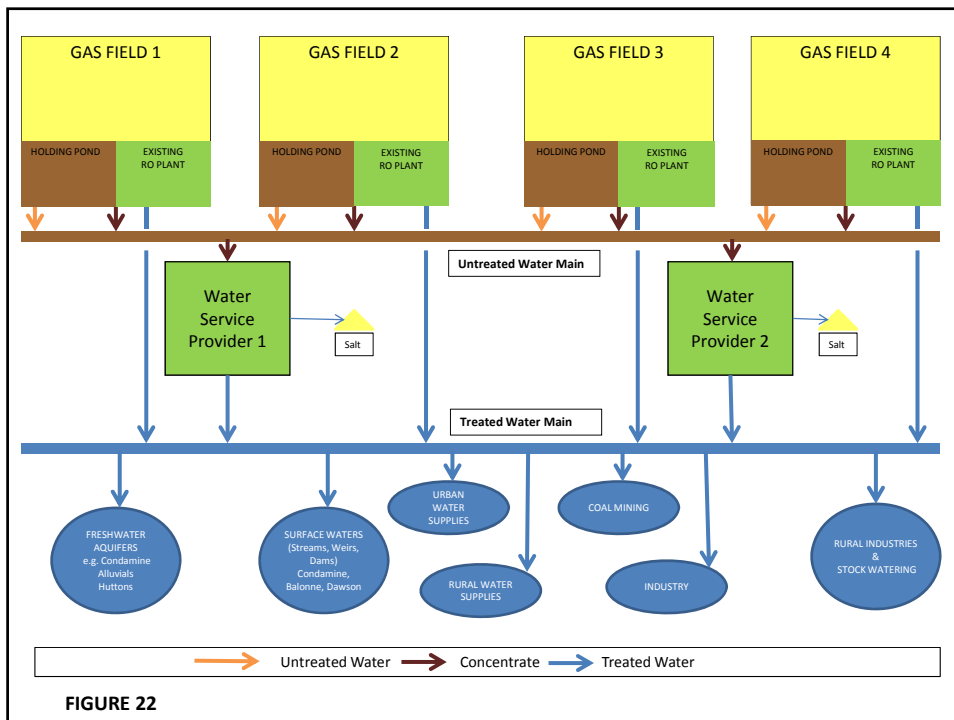 GAS FIELD 1
GAS FIELD 2
GAS FIELD 3
GAS FIELD 4
HOLDING POND
EXISTING
RO PLANT
HOLDING POND
EXISTING
RO PLANT
HOLDING POND
EXISTING
RO PLANT
HOLDING POND
EXISTING
RO PLANT
Untreated Water Main
Water
Service
Provider 1
Salt
Water
Service
Provider 2
Salt
Treated Water Main
FRESHWATER
AQUIFERS
e.g. Condamine
Alluvials
Huttons
SURFACE WATERS
(Streams, Weirs,
Dams)
Condamine,
Balonne, Dawson
URBAN
WATER
SUPPLIES
RURAL WATER
SUPPLIES
COAL MINING
INDUSTRY
RURAL INDUSTRIES
&
STOCK WATERING
Untreated Water
Concentrate
Treated Water
FIGURE 22